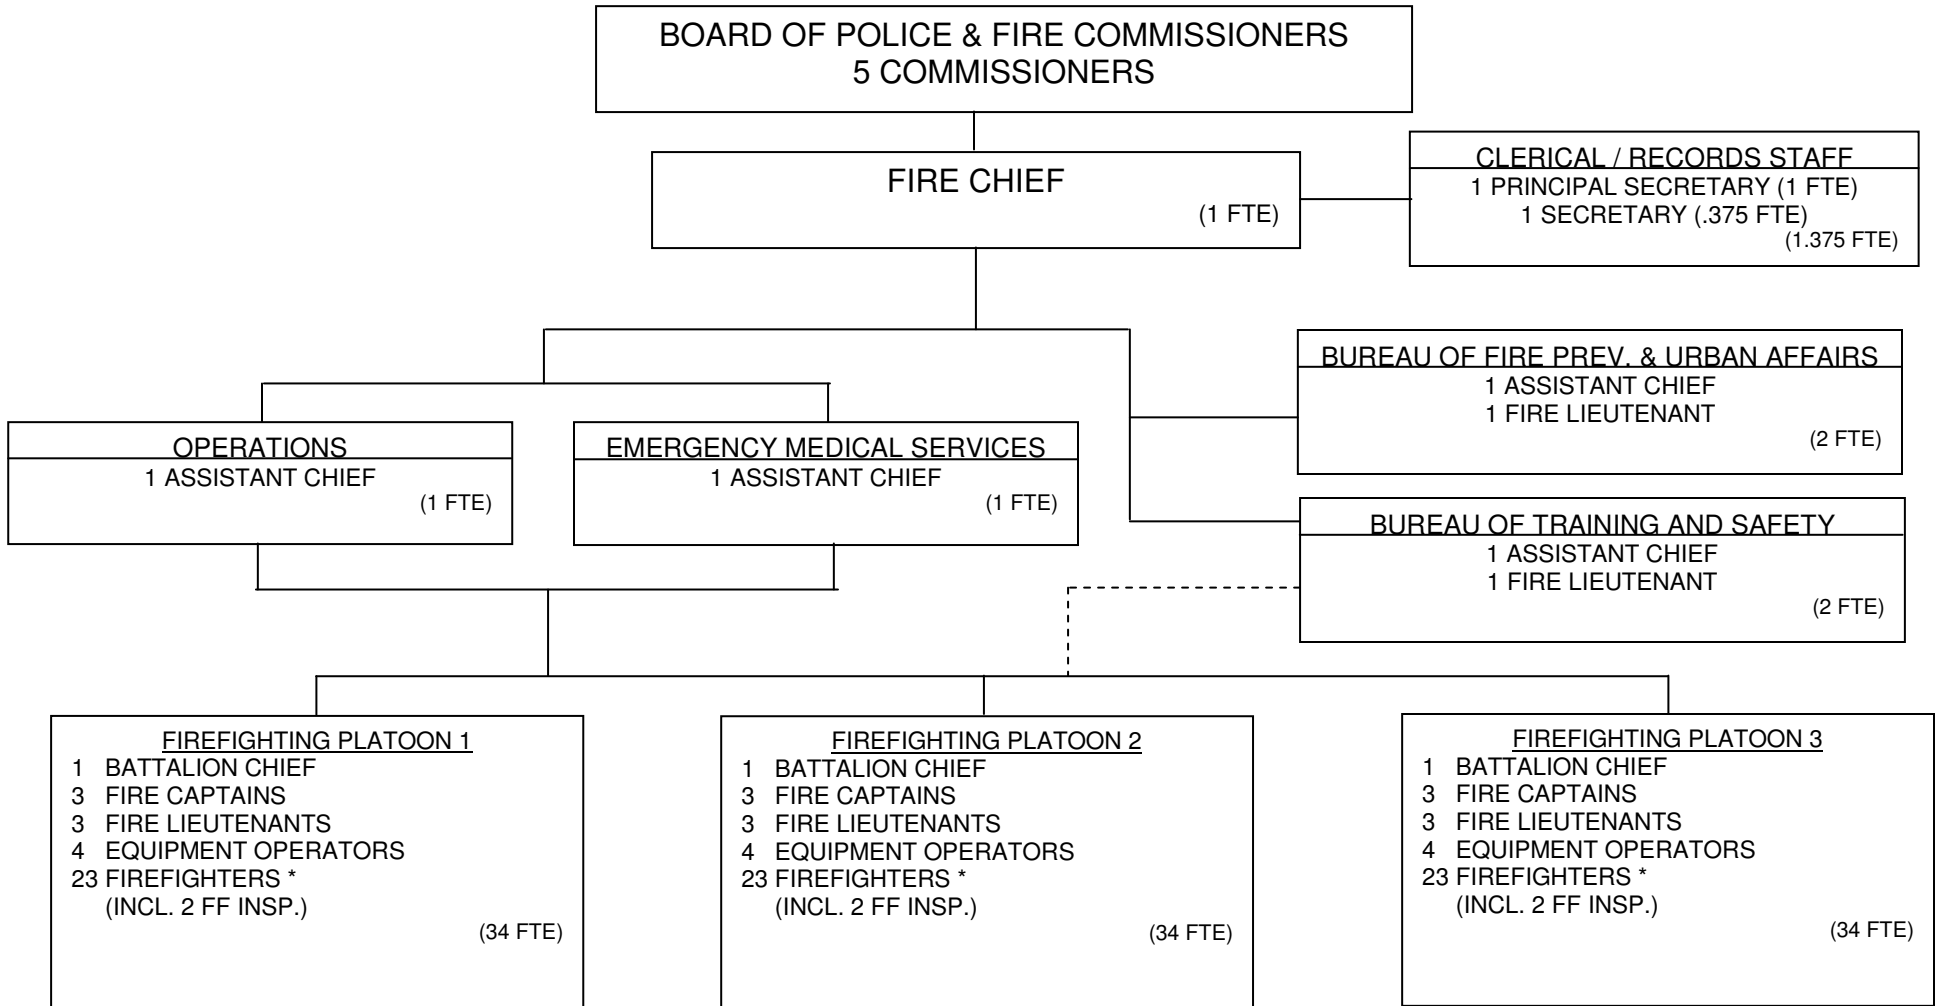 BOARD OF POLICE & FIRE COMMISSIONERS
5 COMMISSIONERS
FIRE CHIEF
(1 FTE)
CLERICAL / RECORDS STAFF
1 PRINCIPAL SECRETARY (1 FTE)
1 SECRETARY (.375 FTE)
(1.375 FTE)
BUREAU OF FIRE PREV. & URBAN AFFAIRS
1 ASSISTANT CHIEF
1 FIRE LIEUTENANT
(2 FTE)
OPERATIONS
1 ASSISTANT CHIEF
(1 FTE)
EMERGENCY MEDICAL SERVICES
1 ASSISTANT CHIEF
(1 FTE)
BUREAU OF TRAINING AND SAFETY
1 ASSISTANT CHIEF
1 FIRE LIEUTENANT
(2 FTE)
FIREFIGHTING PLATOON 1
1 BATTALION CHIEF
3 FIRE CAPTAINS
3 FIRE LIEUTENANTS
4 EQUIPMENT OPERATORS
23 FIREFIGHTERS *
(INCL. 2 FF INSP.)
(34 FTE)
FIREFIGHTING PLATOON 2
1 BATTALION CHIEF
3 FIRE CAPTAINS
3 FIRE LIEUTENANTS
4 EQUIPMENT OPERATORS
23 FIREFIGHTERS *
(INCL. 2 FF INSP.)
(34 FTE)
FIREFIGHTING PLATOON 3
1 BATTALION CHIEF
3 FIRE CAPTAINS
3 FIRE LIEUTENANTS
4 EQUIPMENT OPERATORS
23 FIREFIGHTERS *
(INCL. 2 FF INSP.)
(34 FTE)